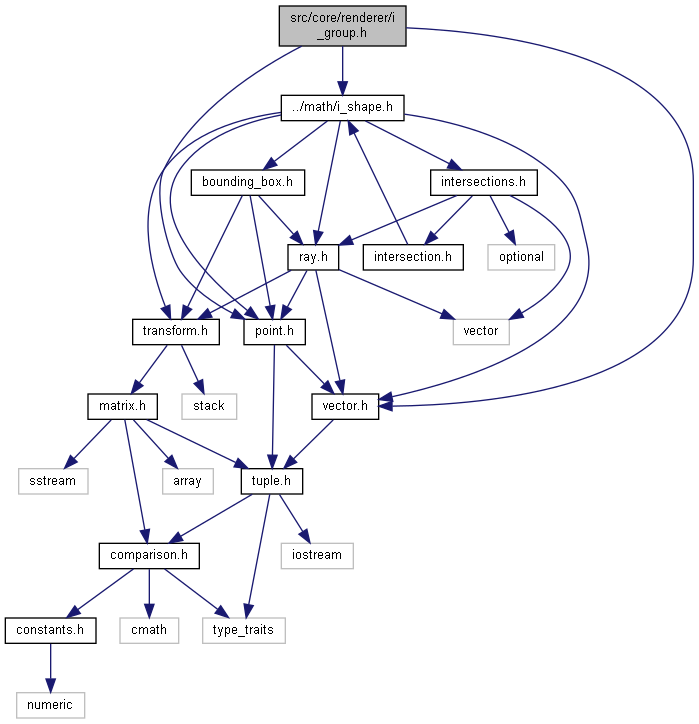 src/core/renderer/i
_group.h
../math/i_shape.h
bounding_box.h
intersections.h
ray.h
intersection.h
optional
transform.h
point.h
vector
matrix.h
stack
vector.h
sstream
array
tuple.h
comparison.h
iostream
constants.h
cmath
type_traits
numeric